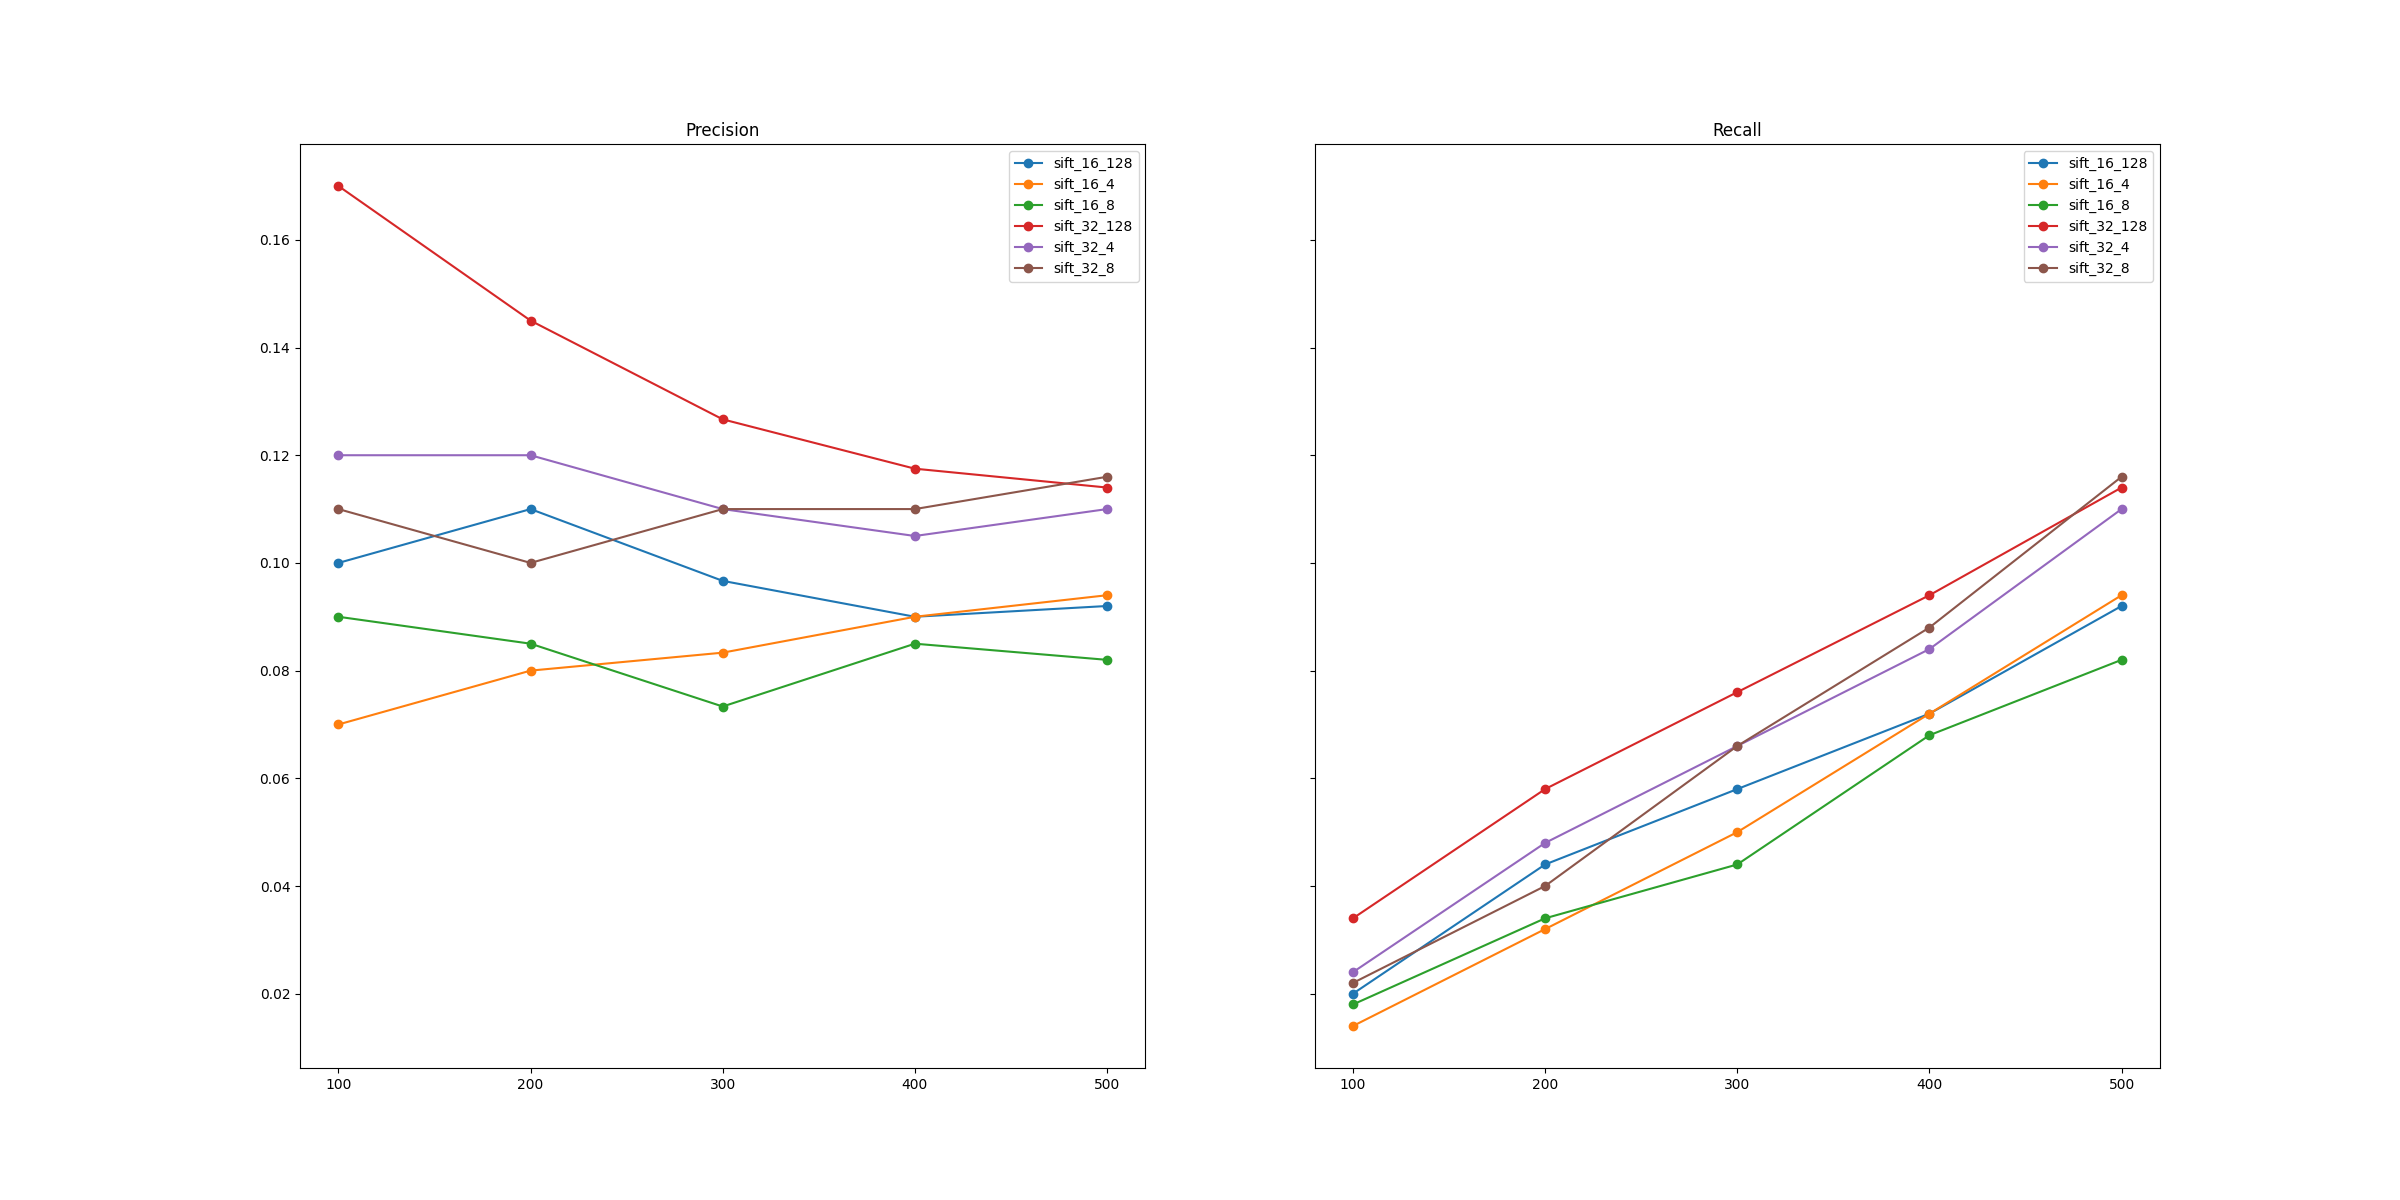 Precision
sift_16_128
sift_16_4
sift_16_8
sift_32_128
sift_32_4
sift_32_8
0.16
0.14
0.12
0.10
0.08
0.06
0.04
0.02
100 200 300 400 500
Recall
sift_16_128
sift_16_4
sift_16_8
sift_32_128
sift_32_4
sift_32_8
100 200 300 400 500